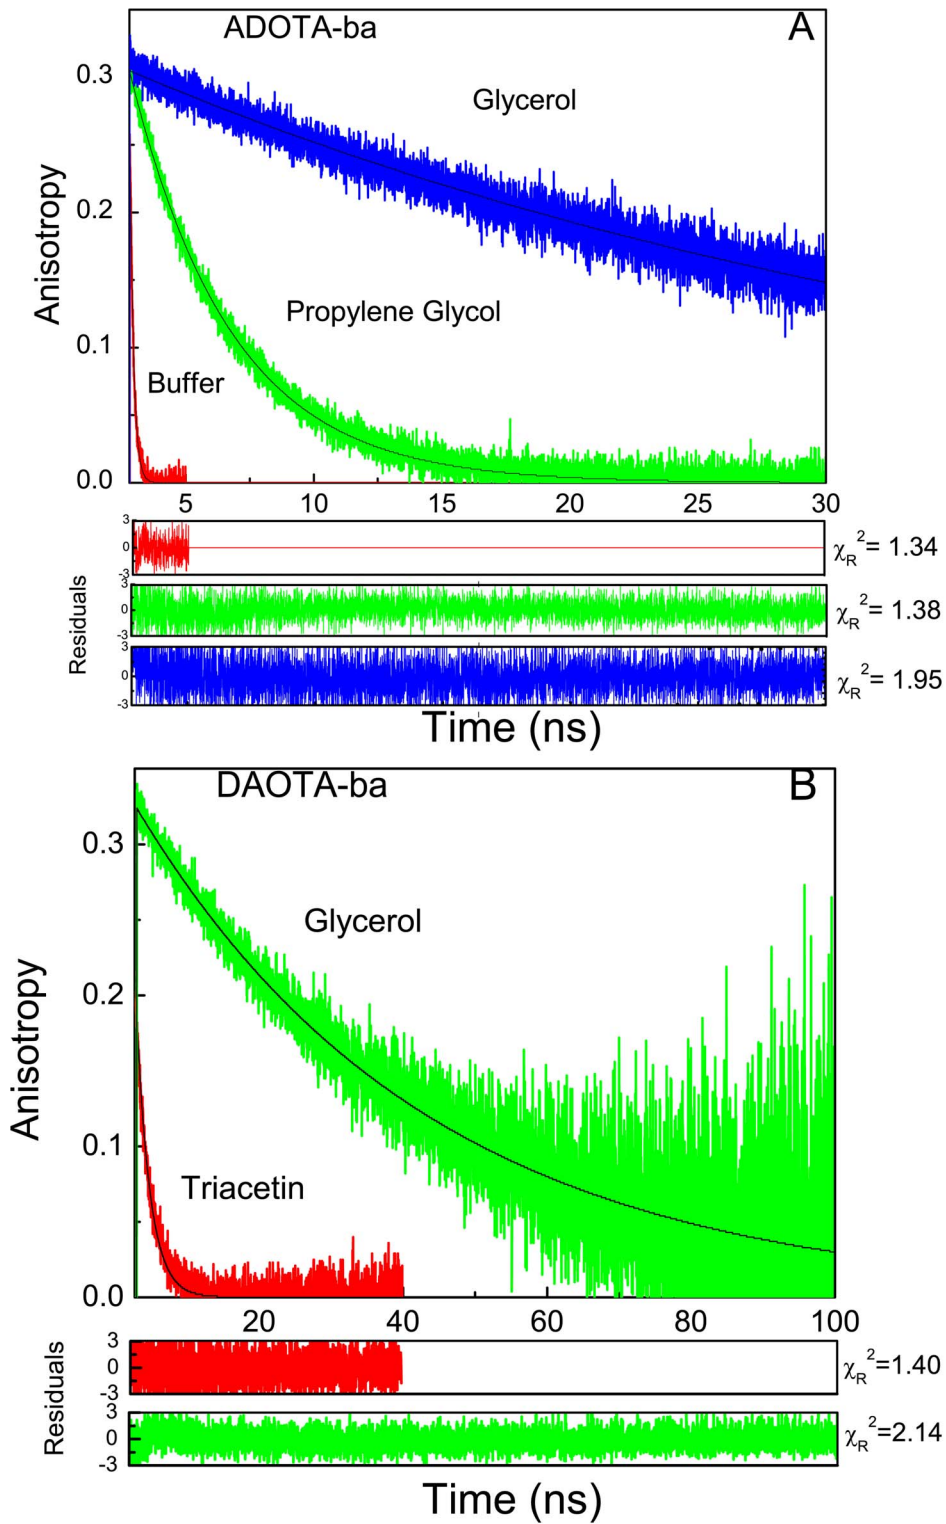 ADOTA-ba
A
0.3
Glycerol
0.2
Anisotropy
Propylene Glycol
0.1
Buffer
0.0
5 10 15 20 25 30
3
0
-3
χR2= 1.34
3
0
-3
χR2= 1.38
Residuals
3
0
-3
χR2= 1.95
Time (ns)
DAOTA-ba
B
0.3
Glycerol
0.2
Anisotropy
0.1
Triacetin
0.0
20 40 60 80 100
3
0
-3
χR2=1.40
Residuals
3
0
-3
χR2=2.14
Time (ns)